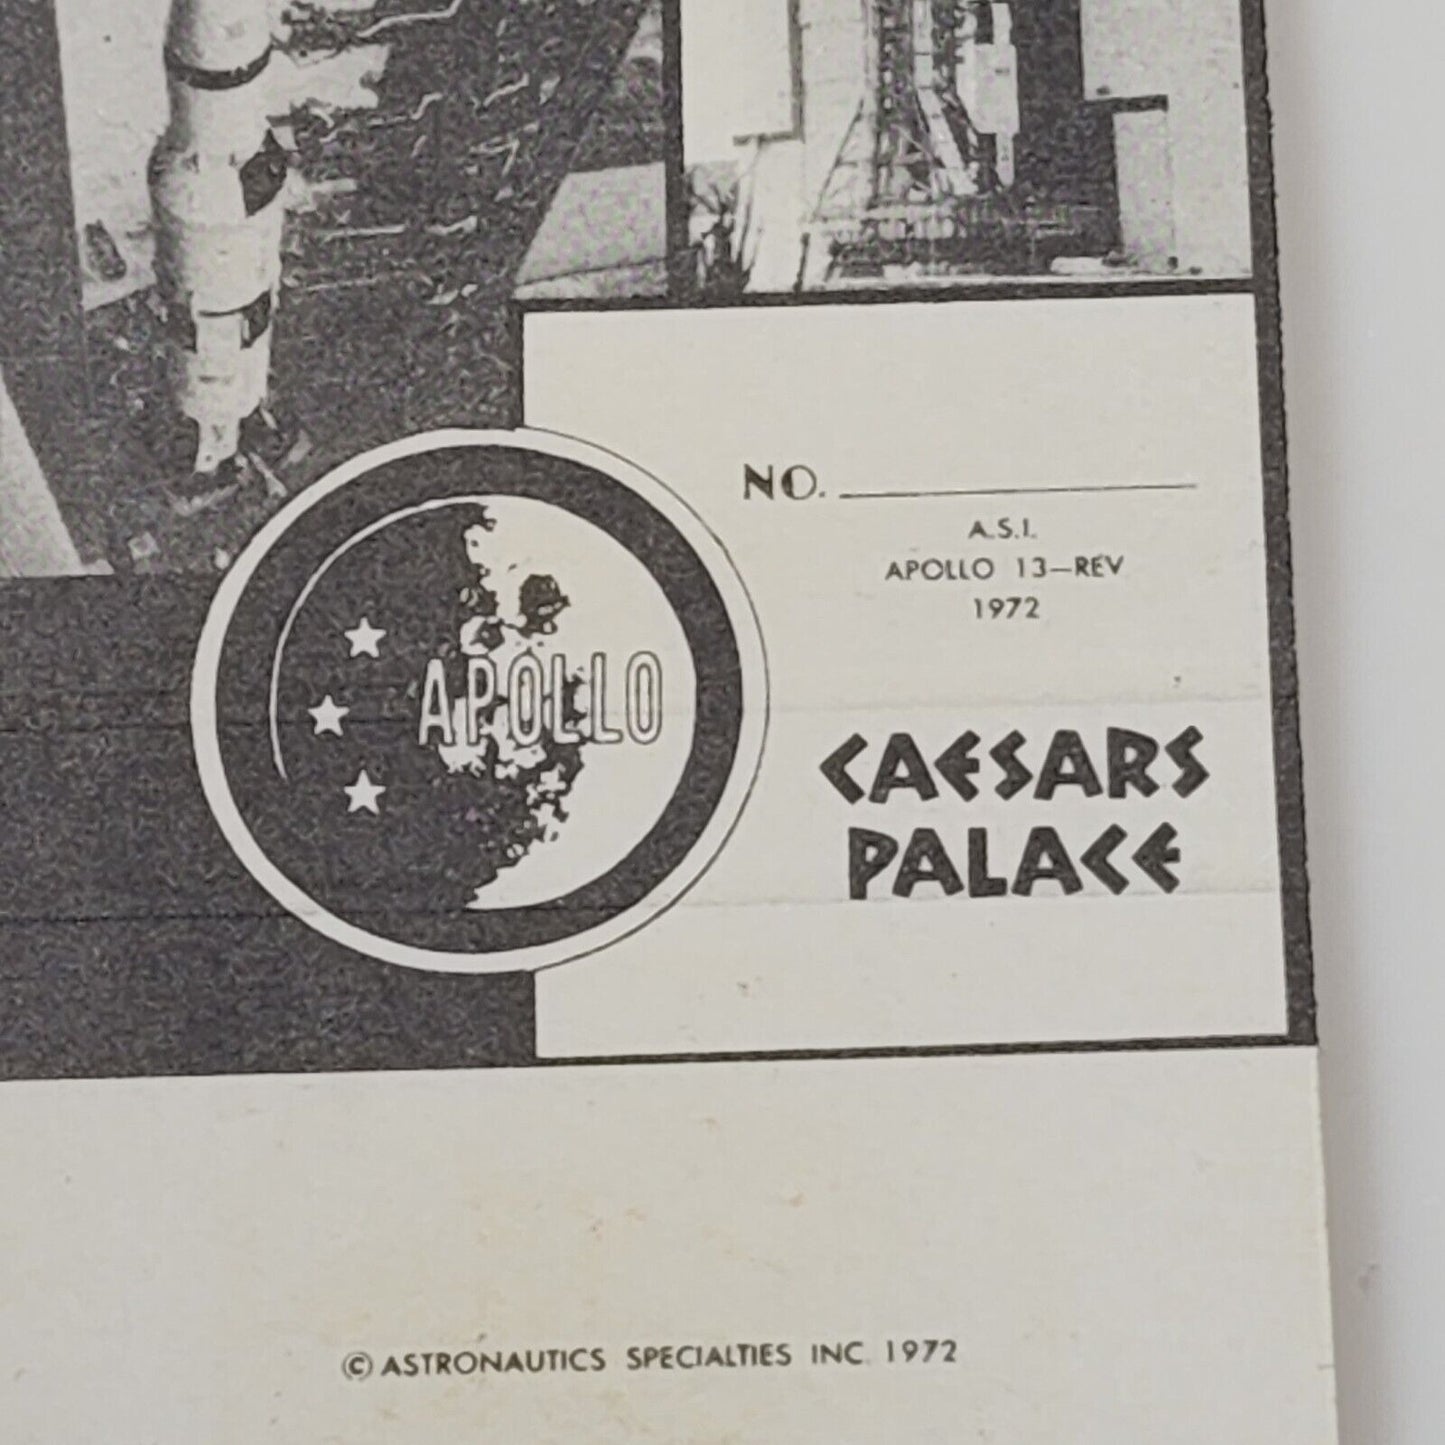 NO.
A.S.I.
APOLLO 13—REV
1972
APOLLO
CAESARS
PALACE
© ASTRONAUTICS SPECIALTIES INC. 1972